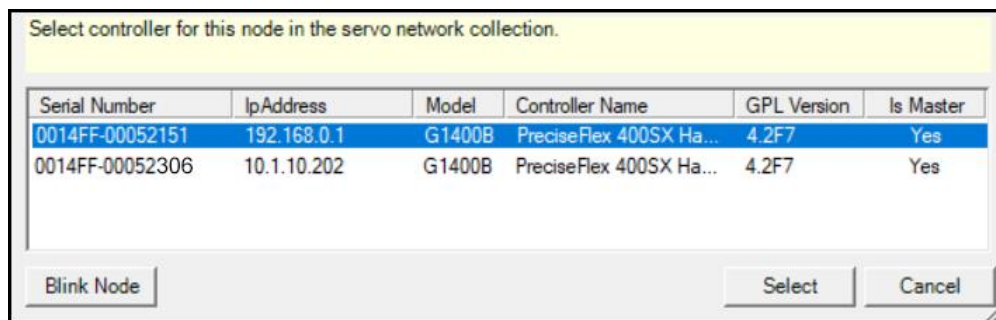 Select controller for this node in the servo network collection.
Serial Number IpAddress Model Controller Name GPL Version Is Master
0014FF-00052151 192.168.0.1 G1400B PreciseFlex 400SX Ha... 4.2F7 Yes
0014FF-00052306 10.1.10.202 G1400B PreciseFlex 400SX Ha... 4.2F7 Yes
Blink Node Select Cancel